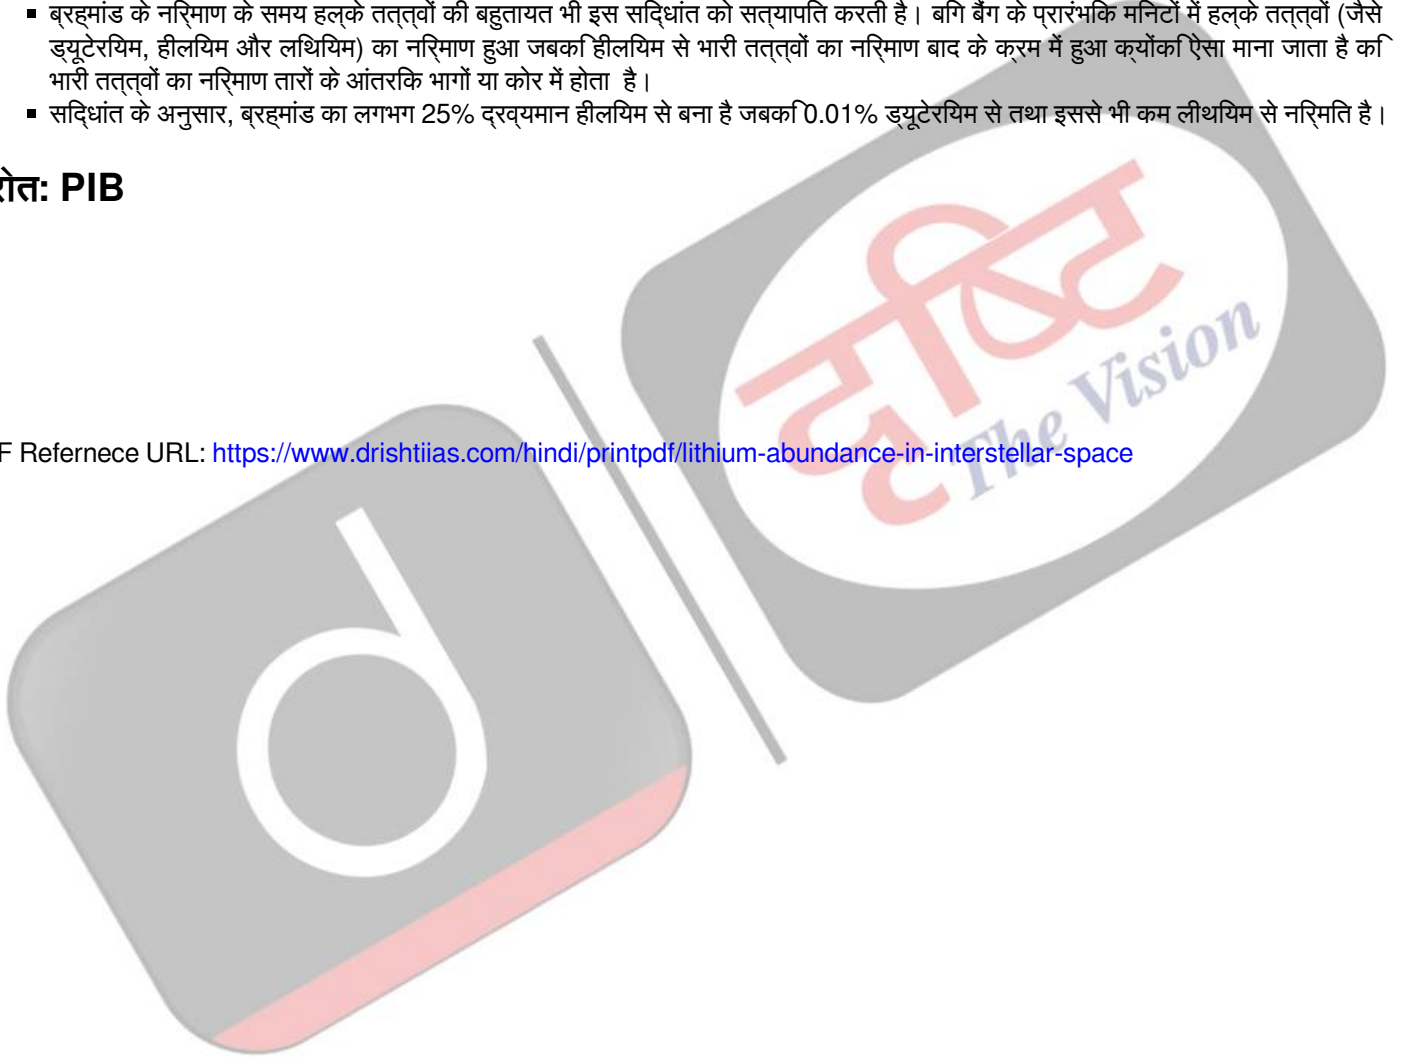 ब्रह्मांड के निर्माण के समय हल्के तत्त्वों की बहुतायत भी इस सिद्धांत को सत्यापित करती है। बिग बैंग के प्रारंभिक मिनटों में हल्के तत्त्वों (जैसे
ड्यूटेरियम, हीलियम और लिथियिम) का निर्माण हुआ जबकि हीलियम से भारी तत्त्वों का निर्माण बाद के क्रम में हुआ क्योंकि ऐसा माना जाता है कि
भारी तत्त्वों का निर्माण तारों के आंतरिक भागों या कोर में होता है।
सिद्धांत के अनुसार, ब्रह्मांड का लगभग 25% द्रव्यमान हीलियम से बना है जबकि 0.01% ड्यूटेरियम से तथा इससे भी कम लीथियम से निर्मित है।
रोत: PIB
दृष्टि
The Vision
F Refernece URL: https://www.drishtiias.com/hindi/printpdf/lithium-abundance-in-interstellar-space
d